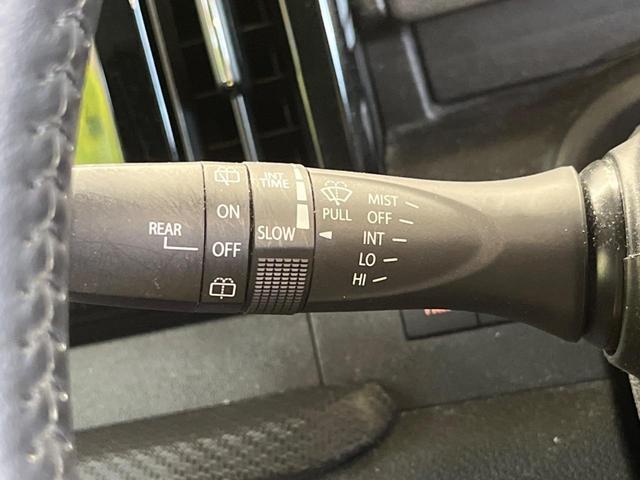 REAR
ON
OFF
INT
TIME
SLOW
PULL
MIST
OFF
INT
LO
HI